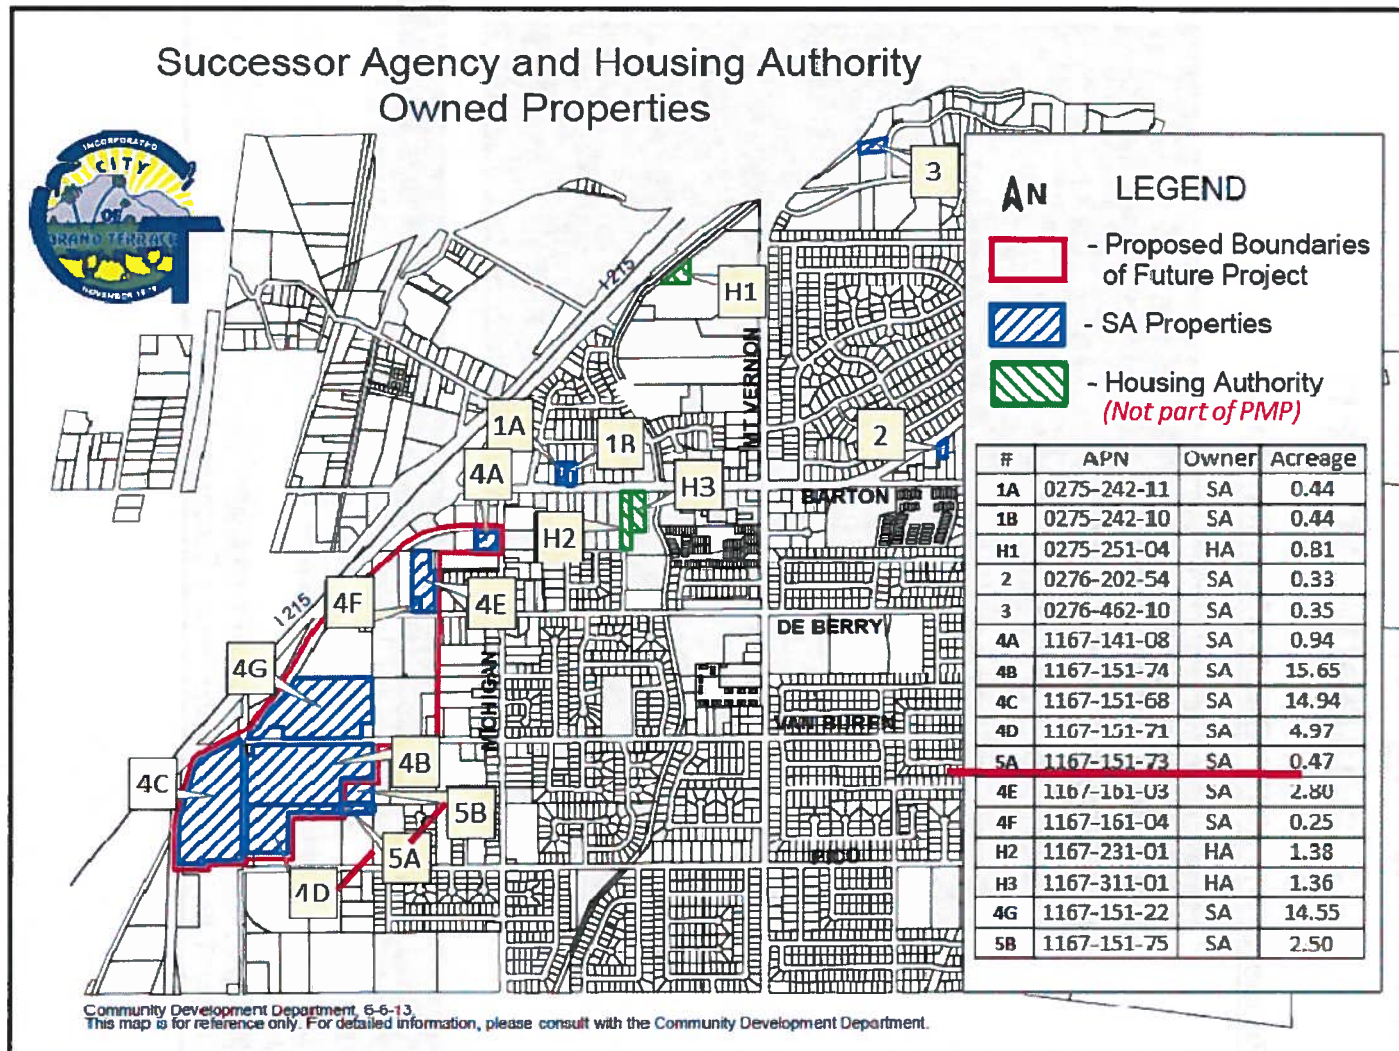 Successor Agency and Housing Authority
Owned Properties
INCORPORATED
CITY
OF
GRAND TERRACE
NOVEMBER 1978
3
H1
I 215
MT VERNON
1A
1B
2
4A
H3
BARTON
H2
4F
4E
I 215
DE BERRY
4G
MICHIGAN
VAN BUREN
4B
4C
5B
5A
PICO
4D
N
LEGEND
- Proposed Boundaries
of Future Project
- SA Properties
- Housing Authority
(Not part of PMP)
# APN Owner Acreage
1A 0275-242-11 SA 0.44
1B 0275-242-10 SA 0.44
H1 0275-251-04 HA 0.81
2 0276-202-54 SA 0.33
3 0276-462-10 SA 0.35
4A 1167-141-08 SA 0.94
4B 1167-151-74 SA 15.65
4C 1167-151-68 SA 14.94
4D 1167-151-71 SA 4.97
5A 1167-151-73 SA 0.47
4E 1167-161-03 SA 2.80
4F 1167-161-04 SA 0.25
H2 1167-231-01 HA 1.38
H3 1167-311-01 HA 1.36
4G 1167-151-22 SA 14.55
5B 1167-151-75 SA 2.50
Community Development Department, 6-6-13
This map is for reference only. For detailed information, please consult with the Community Development Department.